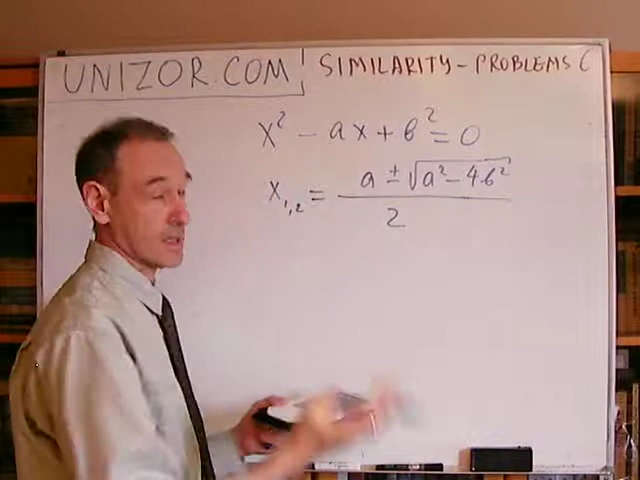 UNIZOR.COM SIMILARITY - PROBLEMS 6
x² - ax + b² = 0
x₁,₂ = (a ± √(a² - 4b²)) / 2